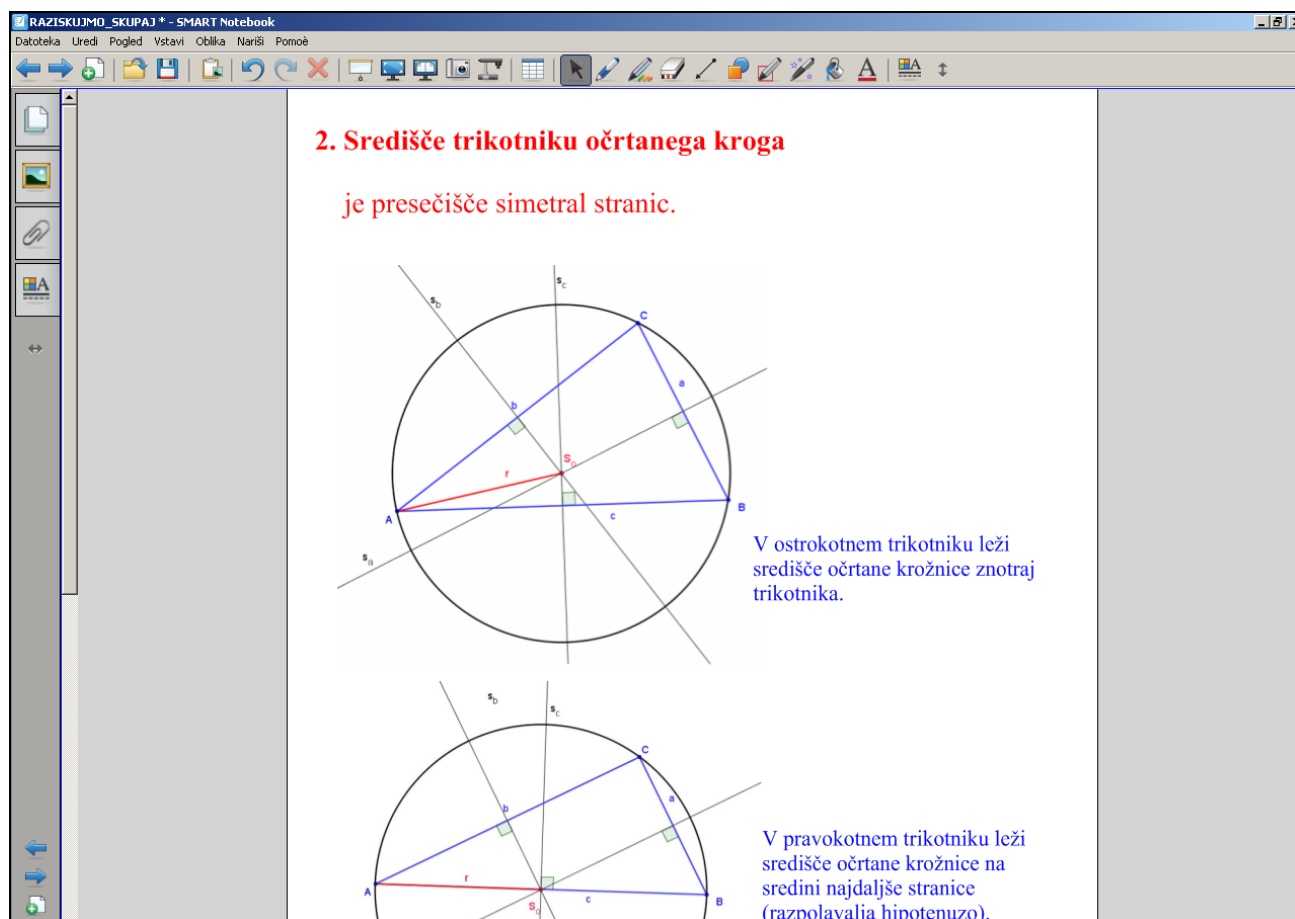 RAZISKUJMO_SKUPAJ * - SMART Notebook
Datoteka Uredi Pogled Vstavi Oblika Nariši Pomoè
2. Središče trikotniku očrtanega kroga
je presečišče simetral stranic.
s_b
s_c
C
a
b
S_o
r
A
c
B
s_a
V ostrokotnem trikotniku leži
središče očrtane krožnice znotraj
trikotnika.
s_b
s_c
C
a
b
A
r
S_o
c
B
V pravokotnem trikotniku leži
središče očrtane krožnice na
sredini najdaljše stranice
(razpolavalja hipotenuzo).